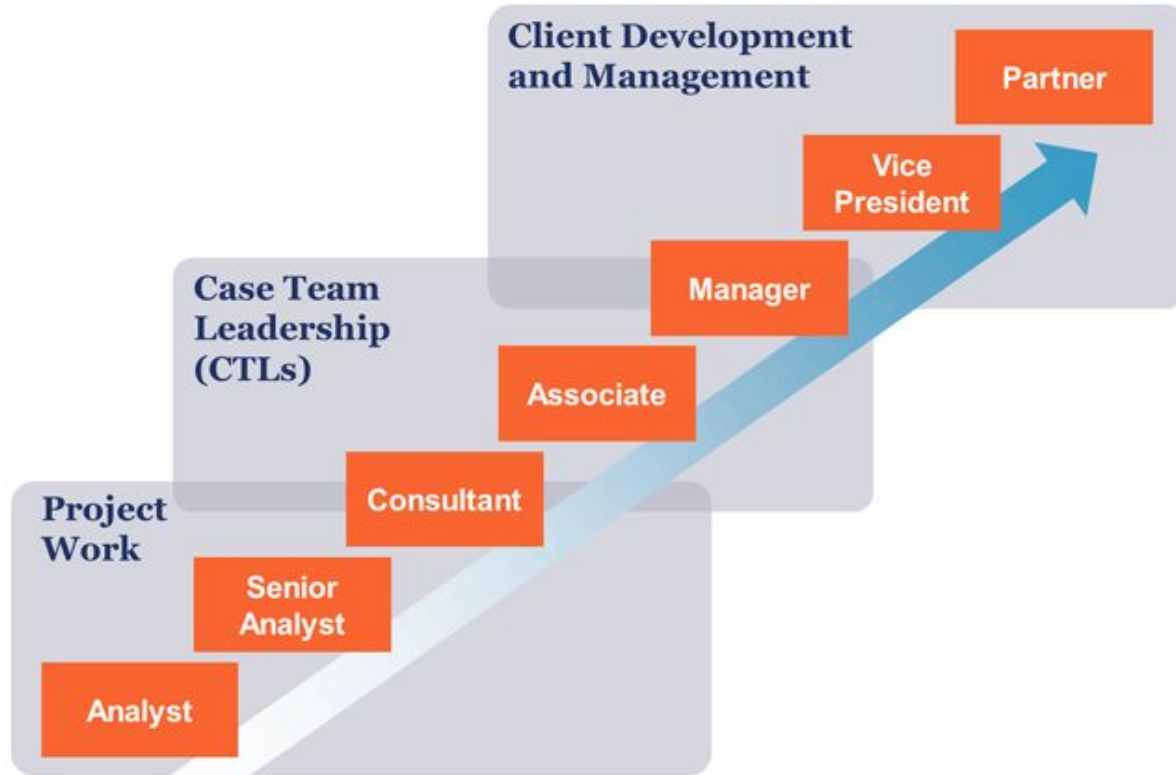 Client Development
and Management
Partner
Vice
President
Case Team
Leadership
(CTLs)
Manager
Associate
Project
Work
Consultant
Senior
Analyst
Analyst